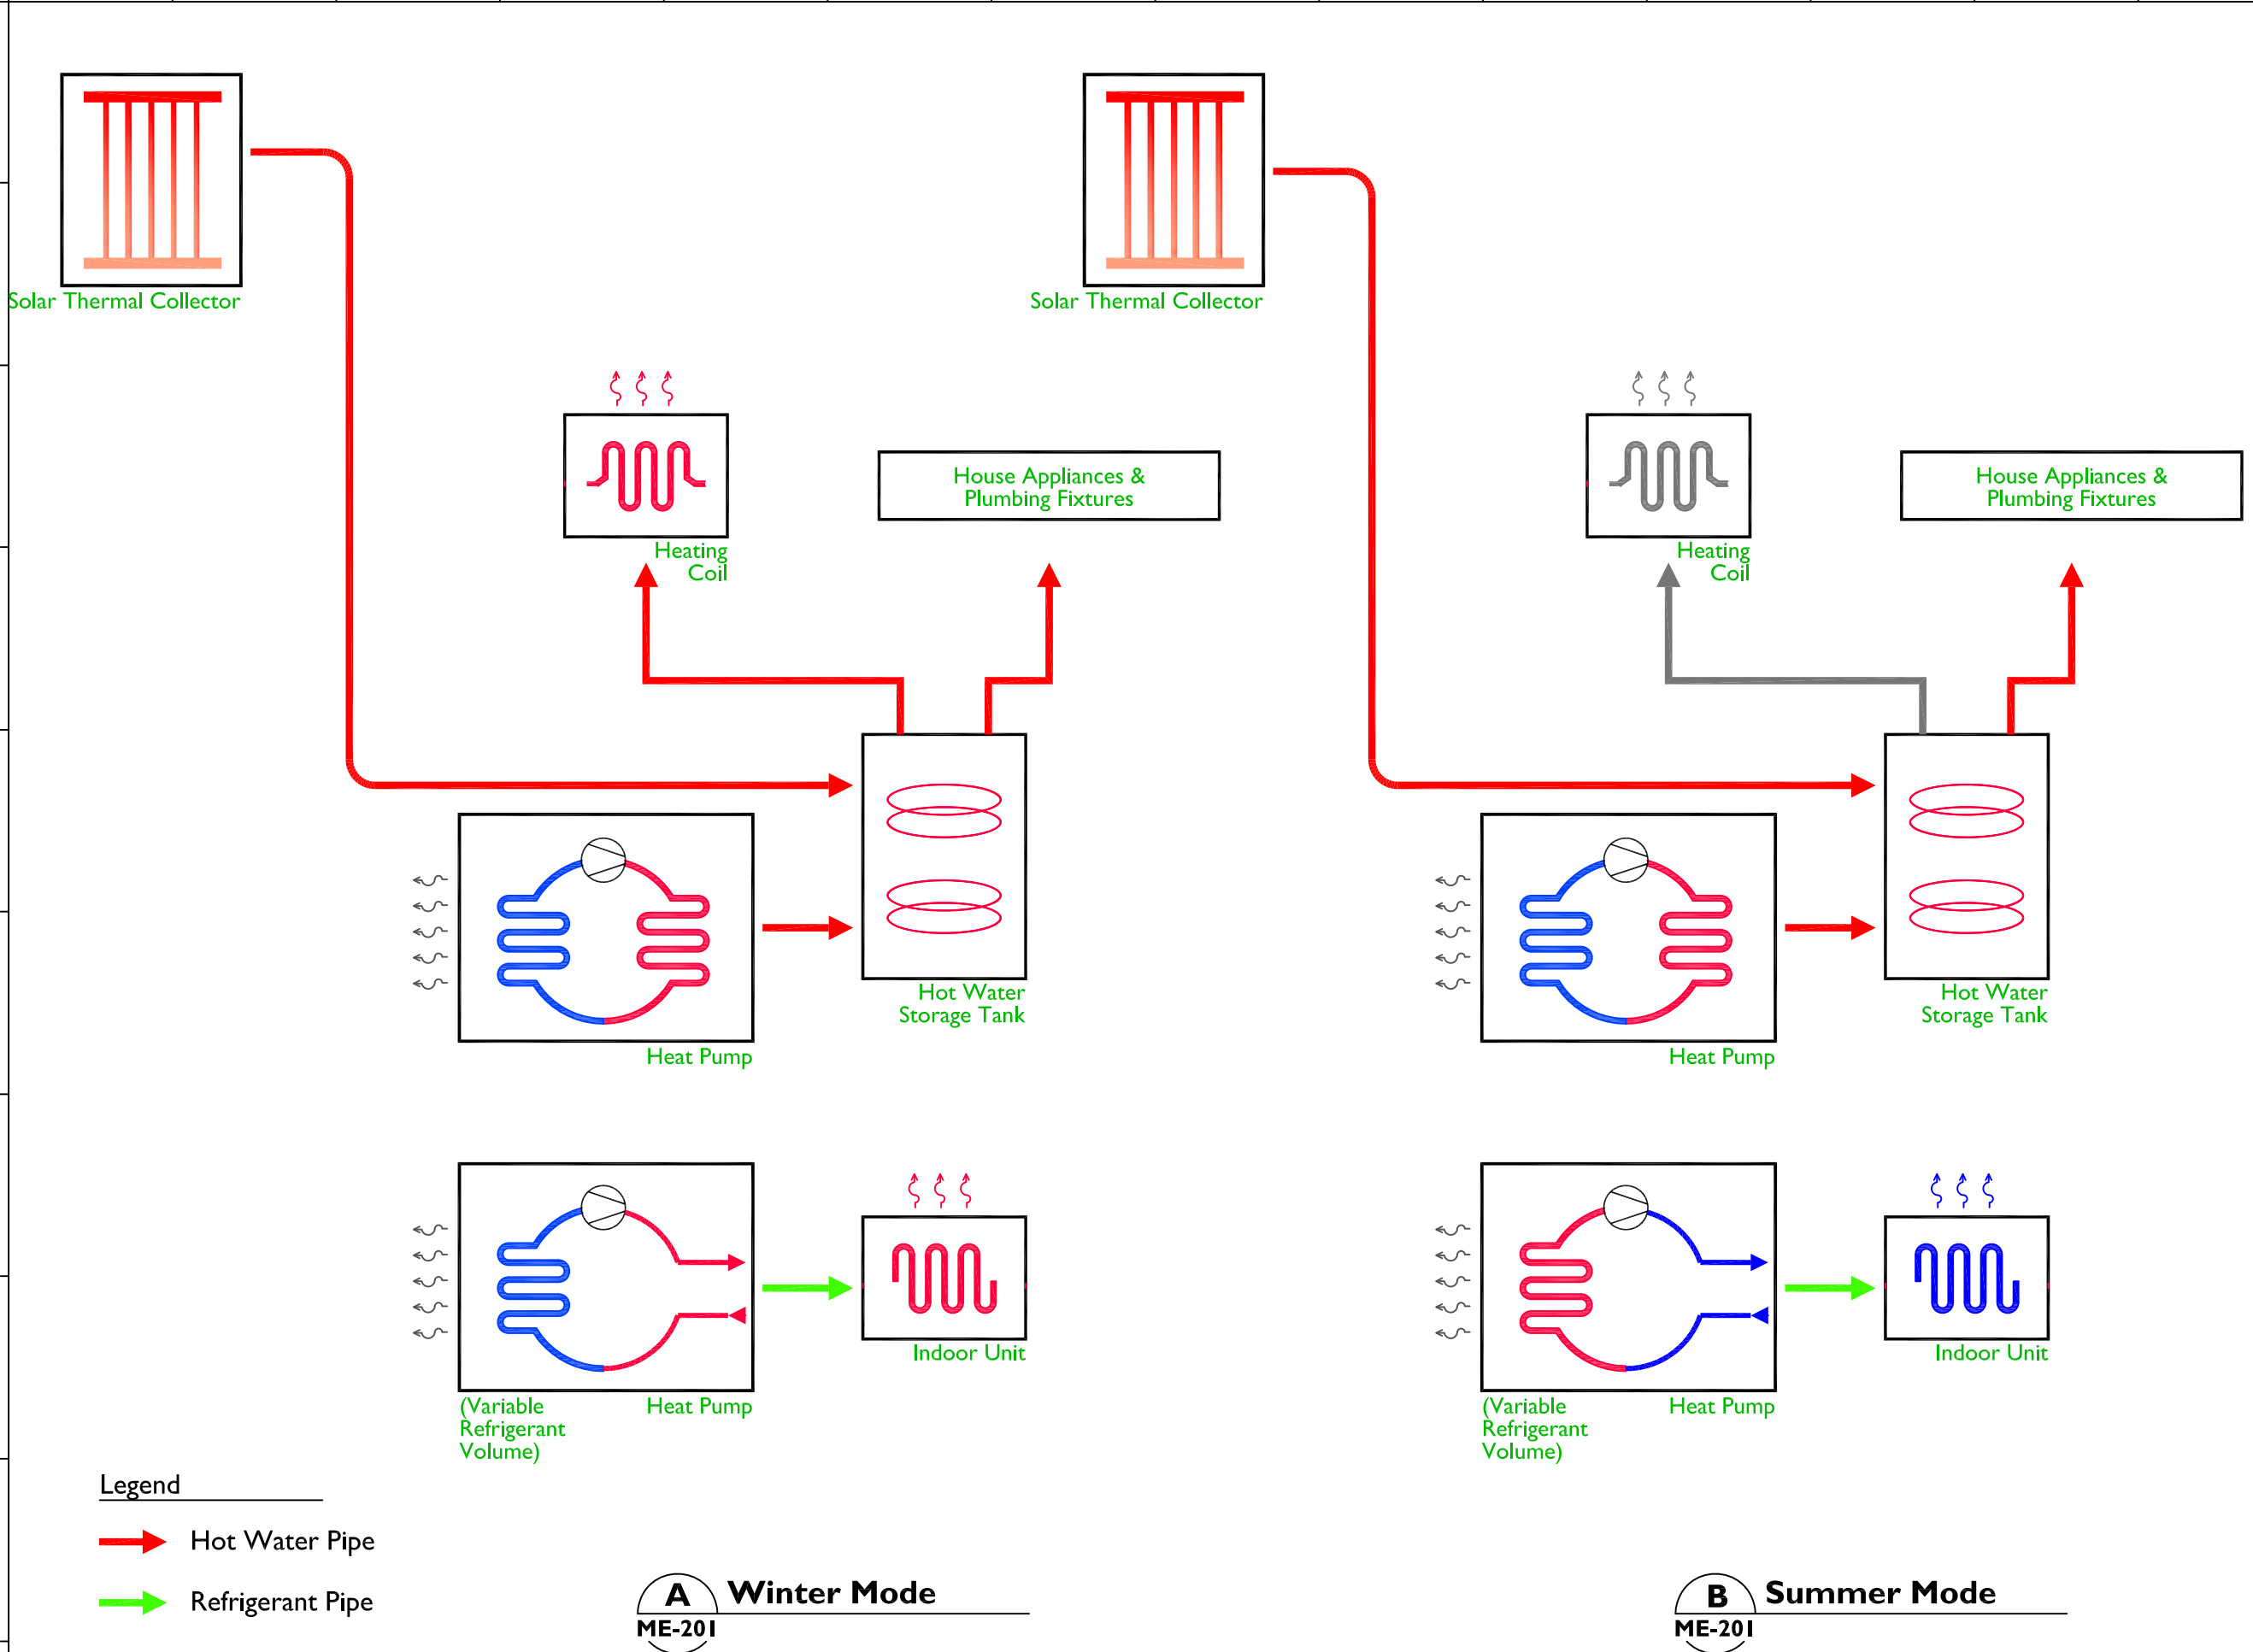 Solar Thermal Collector
Heating
Coil
House Appliances &
Plumbing Fixtures
Hot Water
Storage Tank
Heat Pump
Indoor Unit
(Variable
Refrigerant
Volume)
Heat Pump
Legend
Hot Water Pipe
Refrigerant Pipe
A
Winter Mode
ME-201
Solar Thermal Collector
Heating
Coil
House Appliances &
Plumbing Fixtures
Hot Water
Storage Tank
Heat Pump
Indoor Unit
(Variable
Refrigerant
Volume)
Heat Pump
B
Summer Mode
ME-201